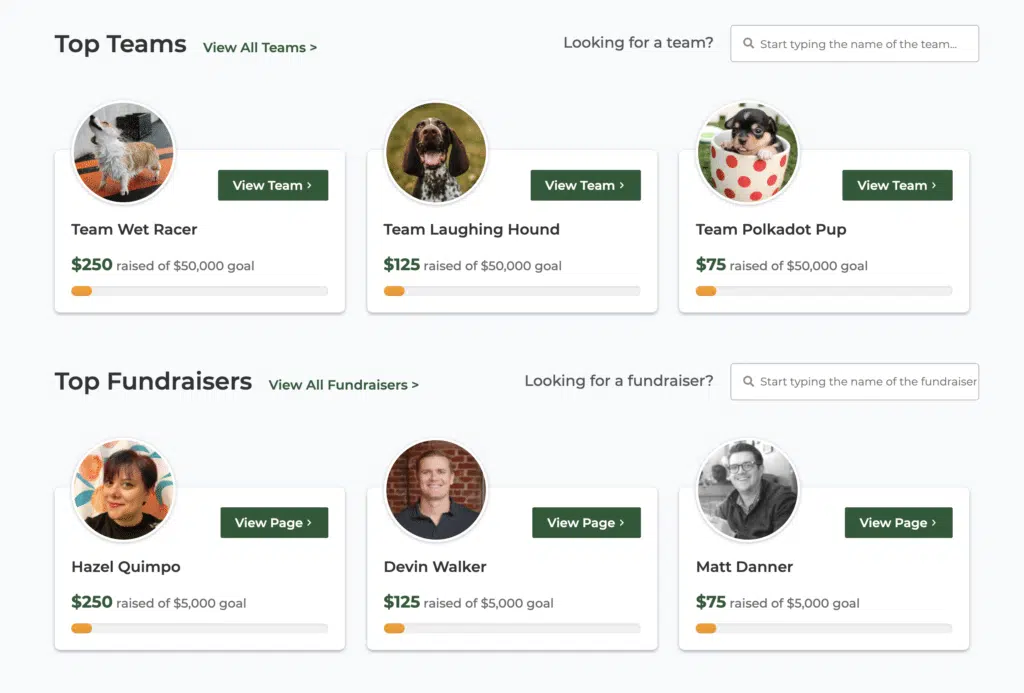 Top Teams View All Teams > Looking for a team? Start typing the name of the team...
View Team › View Team › View Team ›
Team Wet Racer Team Laughing Hound Team Polkadot Pup
$250 raised of $50,000 goal $125 raised of $50,000 goal $75 raised of $50,000 goal
Top Fundraisers View All Fundraisers > Looking for a fundraiser? Start typing the name of the fundraiser
View Page › View Page › View Page ›
Hazel Quimpo Devin Walker Matt Danner
$250 raised of $5,000 goal $125 raised of $5,000 goal $75 raised of $5,000 goal